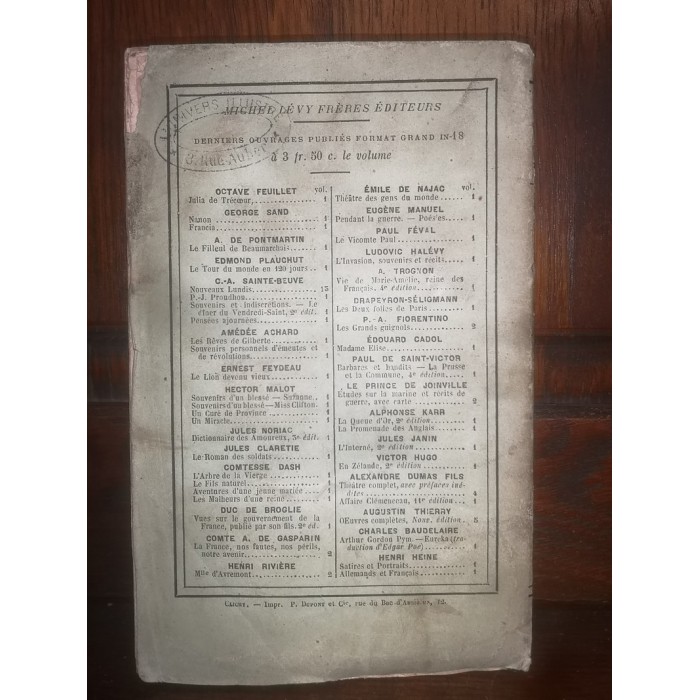 MICHEL LÉVY FRÈRES ÉDITEURS
L'UNIVERS ILLUSTRÉ
DERNIERS OUVRAGES PUBLIÉS FORMAT GRAND IN-18
à 3 fr. 50 c. le volume
OCTAVE FEUILLET vol.
Julia de Trécœur, 1
GEORGE SAND
Nanon 1
Francia 1
A. DE PONTMARTIN
Le Filleul de Beaumarchais 1
EDMOND PLAUCHUT
Le Tour du monde en 120 jours 1
C.-A. SAINTE-BEUVE
Nouveaux Lundis 13
P.-J. Proudhon 1
Souvenirs et indiscrétions. — Le
dîner du Vendredi-Saint, 2e édit. 1
Pensées ajournées 1
AMÉDÉE ACHARD
Les Rêves de Gilberte 1
Souvenirs personnels d'émeutes et
de révolutions 1
ERNEST FEYDEAU
Le Lion devenu vieux 1
HECTOR MALOT
Souvenirs d'un blessé — Suzanne. 1
Souvenirs d'un blessé — Miss Clifton. 1
Un Curé de Province 1
Un Miracle 1
JULES NORIAC
Dictionnaire des Amoureux, 3e édit. 1
JULES CLARETIE
Le Roman des soldats 1
COMTESSE DASH
L'Arbre de la Vierge 1
Le Fils naturel 1
Aventures d'une jeune mariée 1
Les Malheurs d'une reine 1
DUC DE BROGLIE
Vues sur le gouvernement de la
France, publié par son fils. 2e éd. 1
COMTE A. DE GASPARIN
La France, nos fautes, nos périls,
notre avenir 2
HENRI RIVIÈRE
Mlle d'Avremont 2
ÉMILE DE NAJAC vol.
Théâtre des gens du monde 1
EUGÈNE MANUEL
Pendant la guerre. — Poésies 1
PAUL FÉVAL
Le Vicomte Paul 1
LUDOVIC HALÉVY
L'Invasion, souvenirs et récits 1
A. TROGNON
Vie de Marie-Amélie, reine des
Français. 4e édition 1
DRAPEYRON-SÉLIGMANN
Les Deux folies de Paris 1
P.-A. FIORENTINO
Les Grands guignols 2
ÉDOUARD CADOL
Madame Elise 1
PAUL DE SAINT-VICTOR
Barbares et bandits — La Prusse
et la Commune, 4e édition 1
LE PRINCE DE JOINVILLE
Études sur la marine et récits de
guerre, avec carte 2
ALPHONSE KARR
La Queue d'Or, 2e édition 1
La Promenade des Anglais 1
JULES JANIN
L'Interné, 2e édition 1
VICTOR HUGO
En Zélande, 2e édition 1
ALEXANDRE DUMAS FILS
Théâtre complet, avec préfaces iné-
dites 4
Affaire Clémenceau, 11e édition 1
AUGUSTIN THIERRY
Œuvres complètes, Nouv. édition. 5
CHARLES BAUDELAIRE
Arthur Gordon Pym. — Eureka (tra-
duction d'Edgar Poe) 1
HENRI HEINE
Satires et Portraits 1
Allemands et Français 1
CLICHY. — Impr. P. DUPONT et Cie, rue du Bac-d'Asnières, 12.